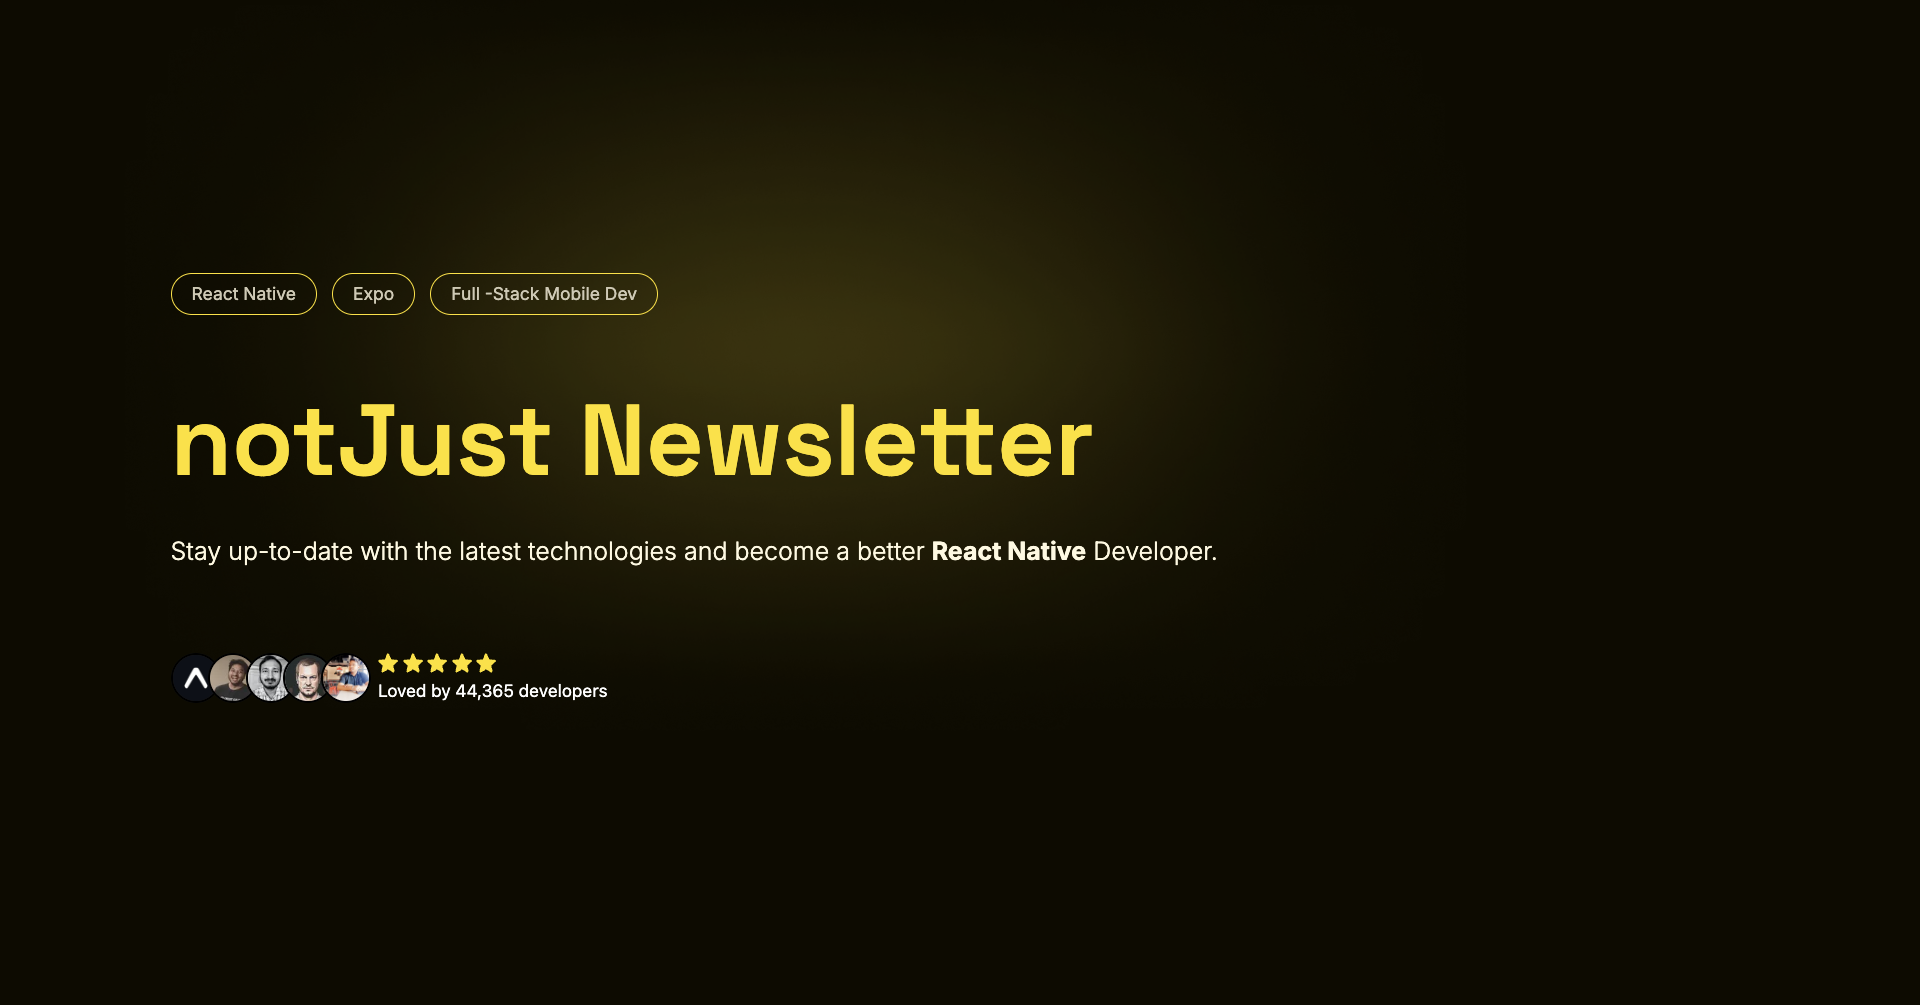 React Native
Expo
Full -Stack Mobile Dev
notJust Newsletter
Stay up-to-date with the latest technologies and become a better React Native Developer.
Loved by 44,365 developers